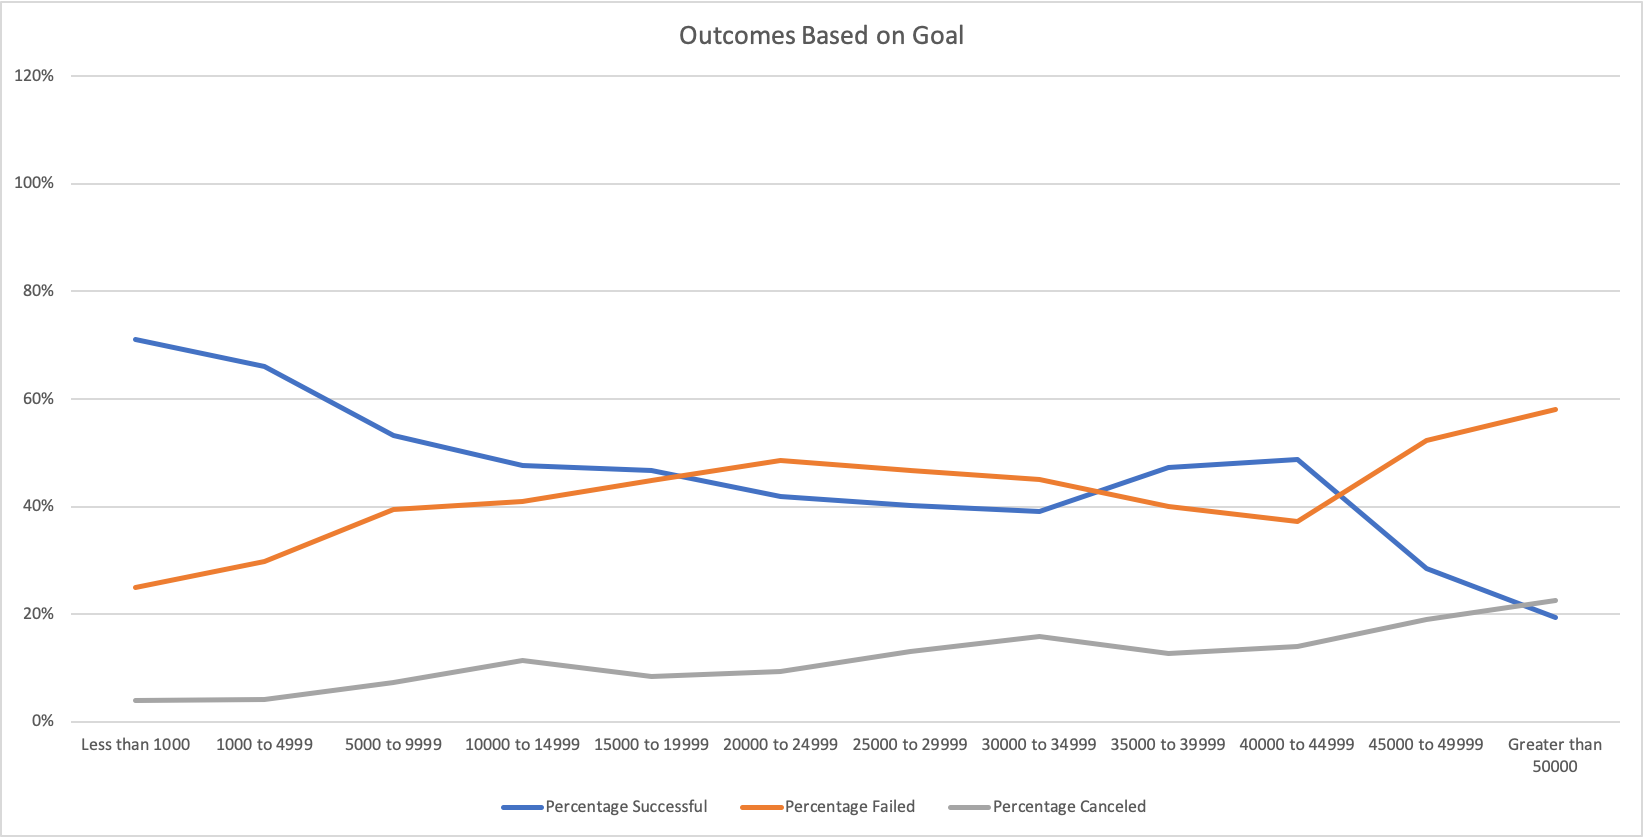 Outcomes Based on Goal
120%
100%
80%
60%
40%
20%
0%
Less than 1000 1000 to 4999 5000 to 9999 10000 to 14999 15000 to 19999 20000 to 24999 25000 to 29999 30000 to 34999 35000 to 39999 40000 to 44999 45000 to 49999 Greater than
50000
Percentage Successful Percentage Failed Percentage Canceled